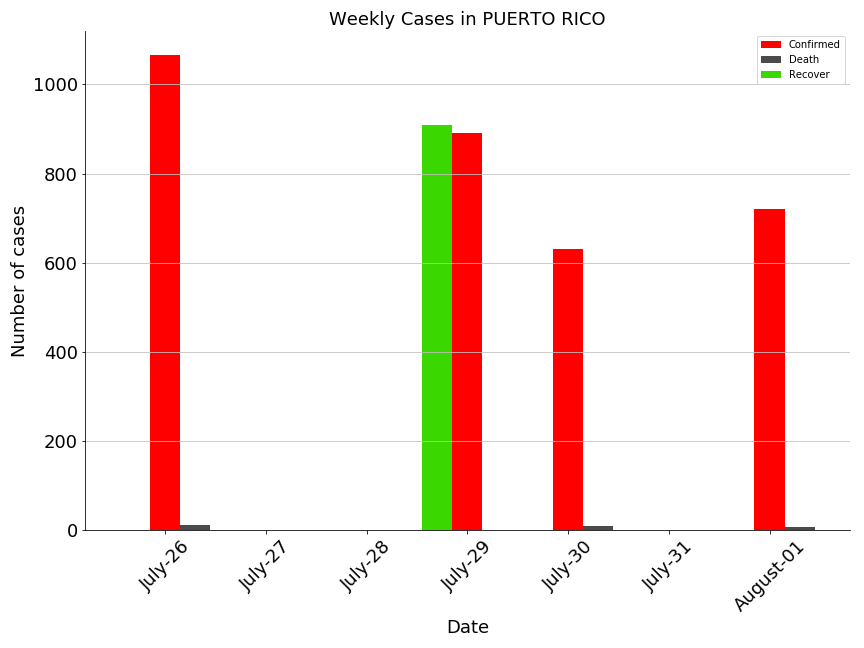 Weekly Cases in PUERTO RICO
Confirmed
Death
Recover
Number of cases
1000
800
600
400
200
0
July-26
July-27
July-28
July-29
July-30
July-31
August-01
Date